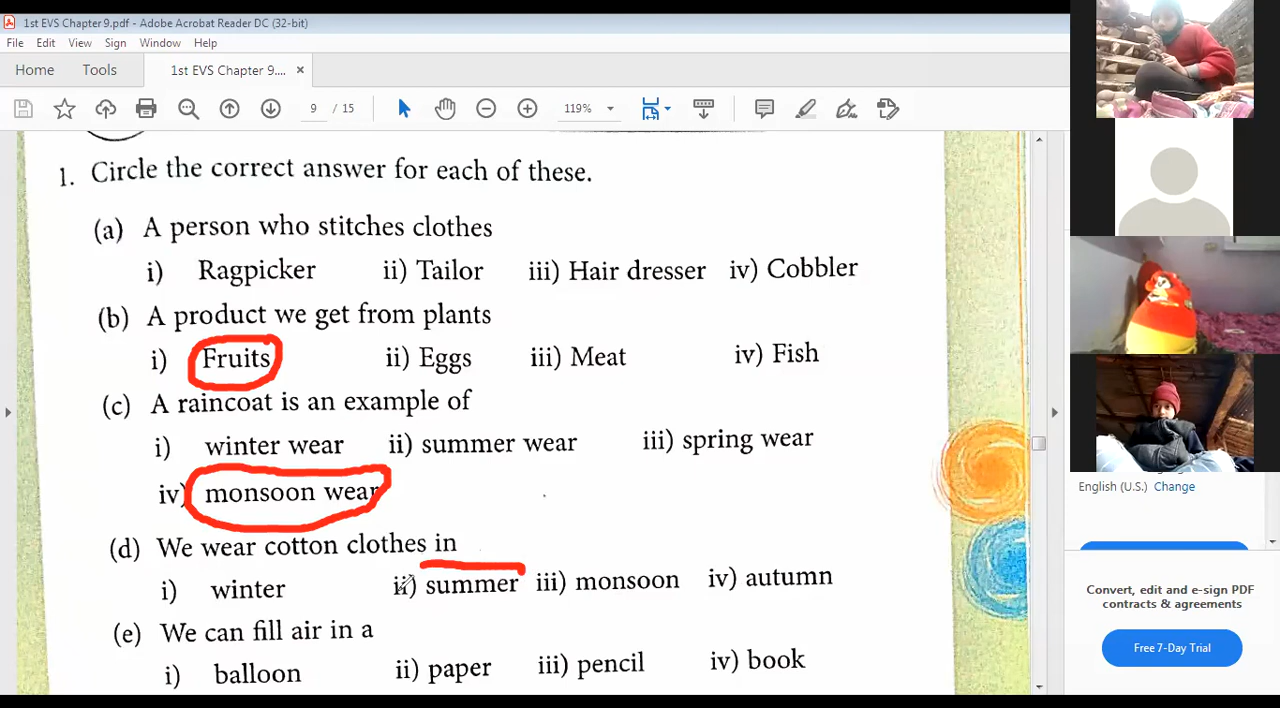 1st EVS Chapter 9.pdf - Adobe Acrobat Reader DC (32-bit)
File Edit View Sign Window Help
Home Tools 1st EVS Chapter 9.... ×
9 / 15 119%
1. Circle the correct answer for each of these.
(a) A person who stitches clothes
i) Ragpicker ii) Tailor iii) Hair dresser iv) Cobbler
(b) A product we get from plants
i) Fruits ii) Eggs iii) Meat iv) Fish
(c) A raincoat is an example of
i) winter wear ii) summer wear iii) spring wear
iv) monsoon wear
(d) We wear cotton clothes in
i) winter ii) summer iii) monsoon iv) autumn
(e) We can fill air in a
i) balloon ii) paper iii) pencil iv) book
English (U.S.) Change
Convert, edit and e-sign PDF
contracts & agreements
Free 7-Day Trial